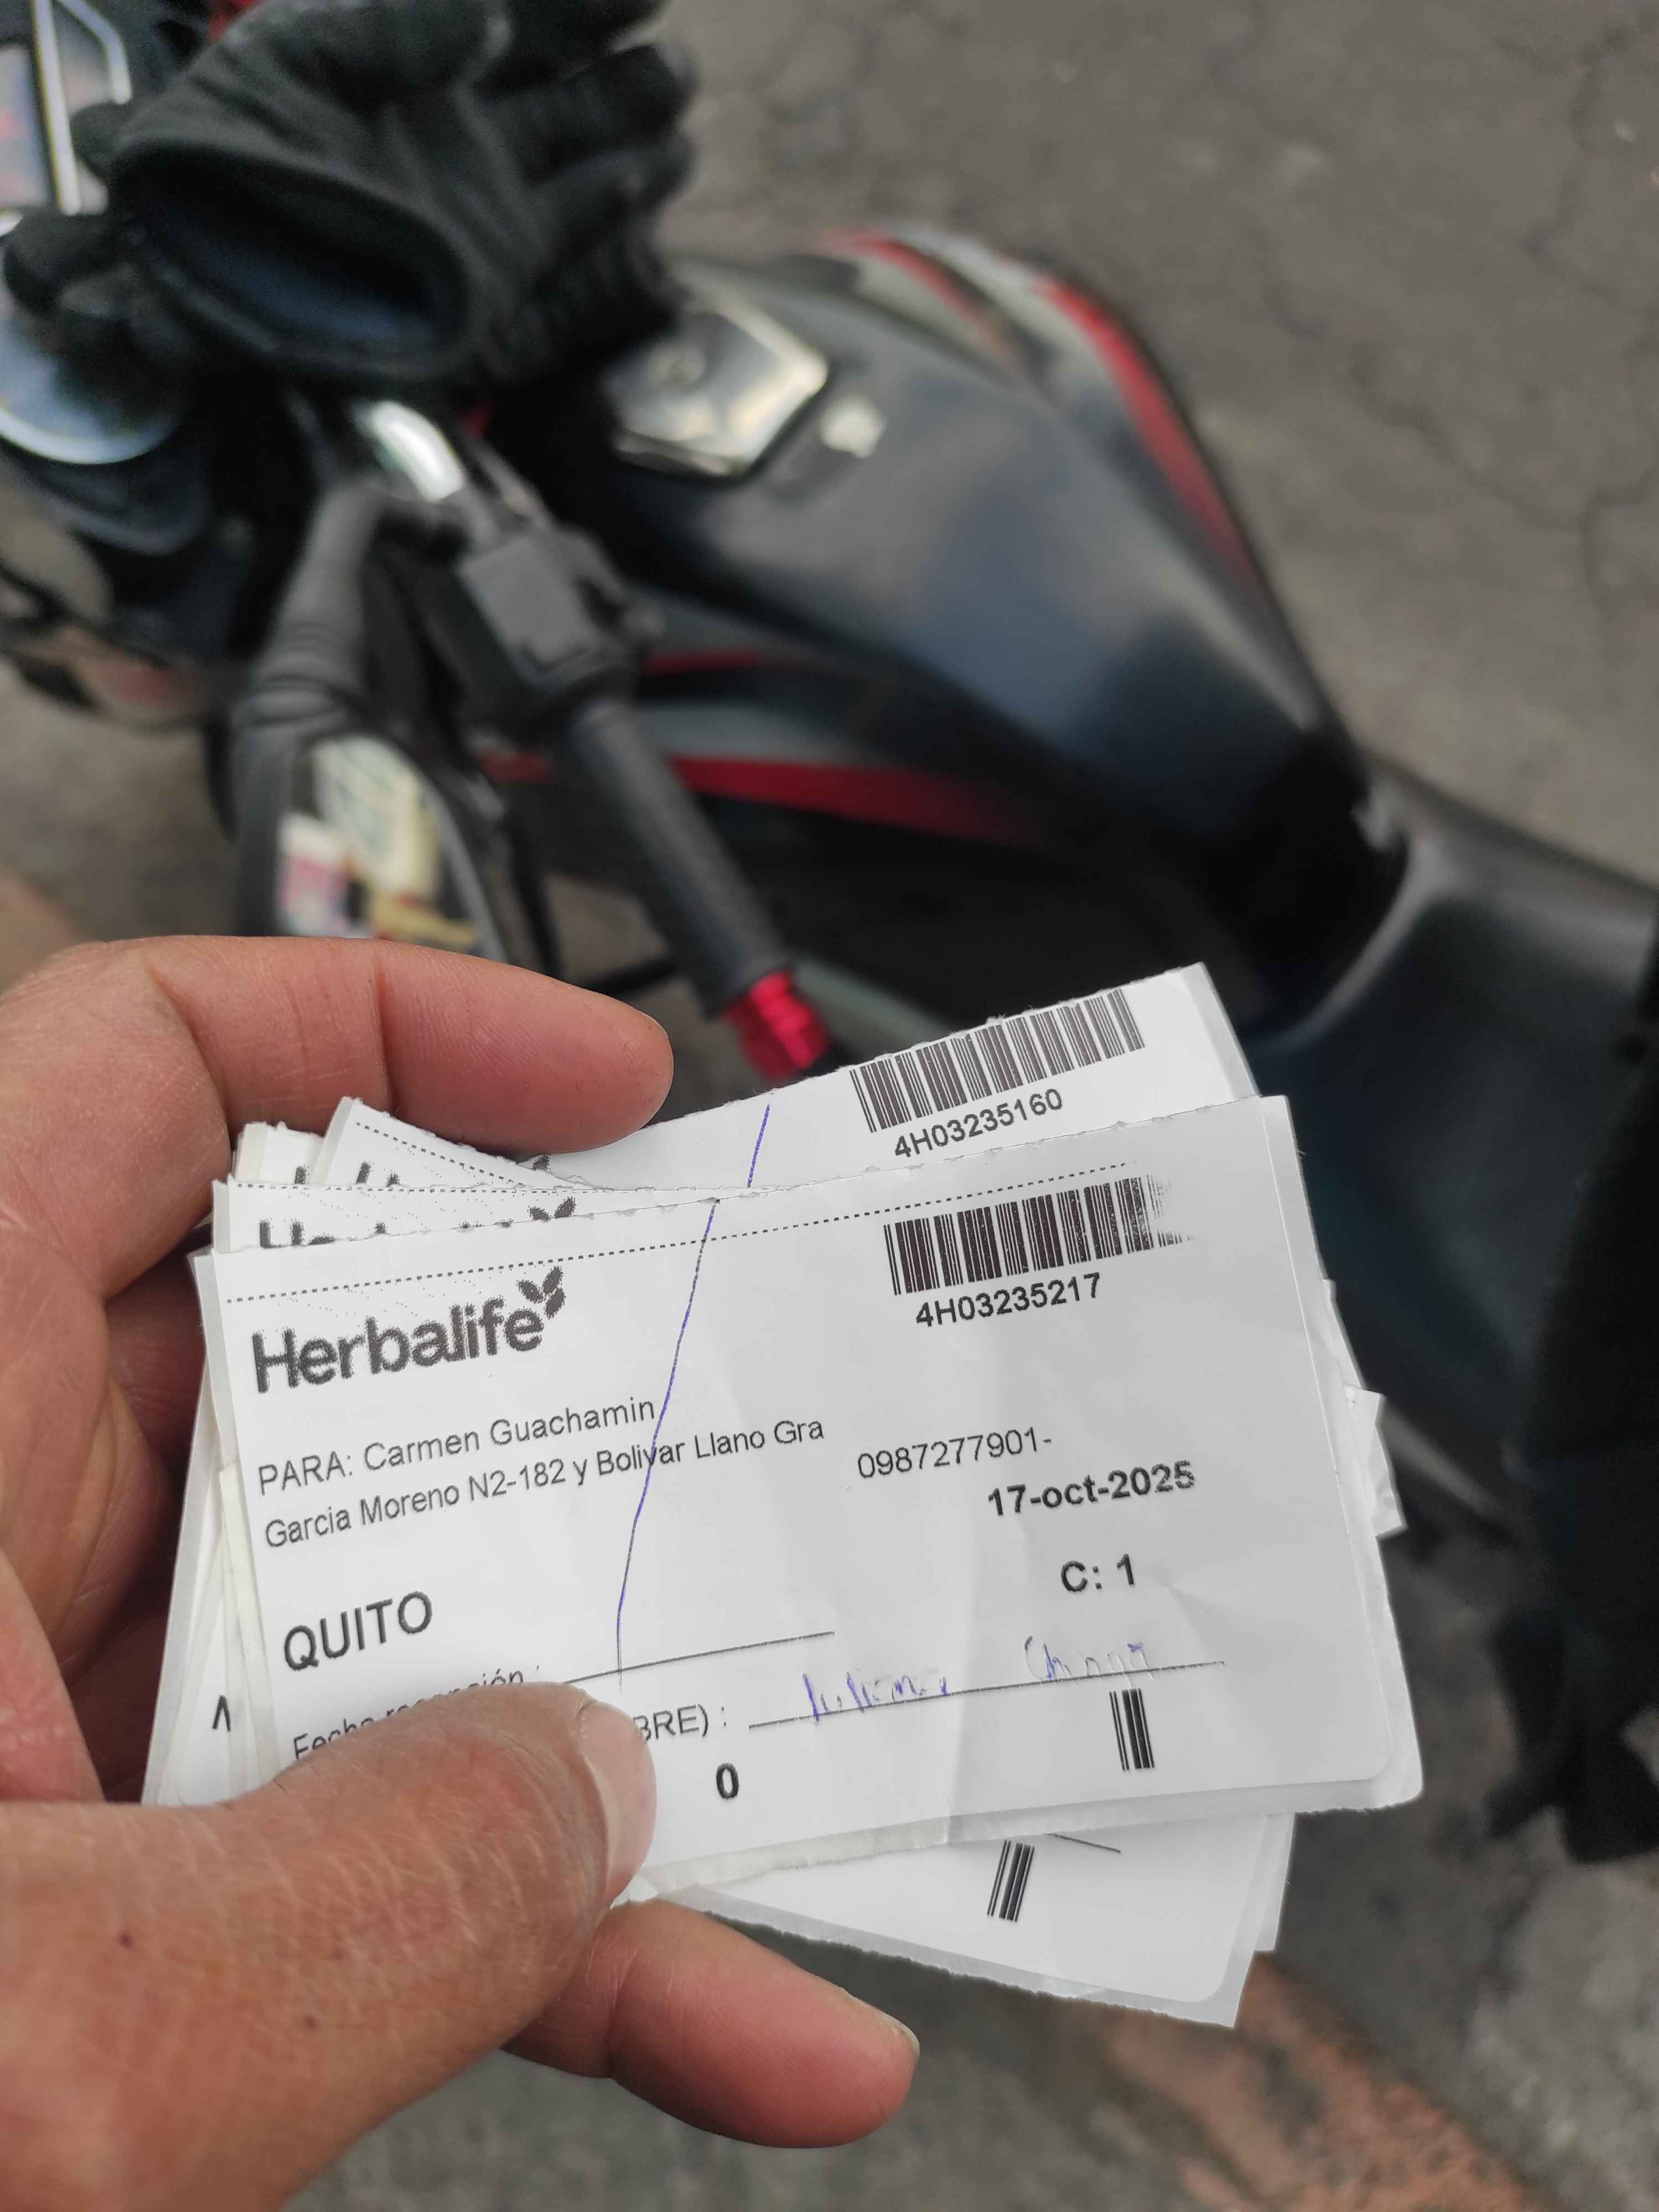 4H03235160
4H03235217
Herbalife
PARA: Carmen Guachamin
Garcia Moreno N2-182 y Bolivar Llano Gra
0987277901-
17-oct-2025
C: 1
QUITO
BRE) :
0